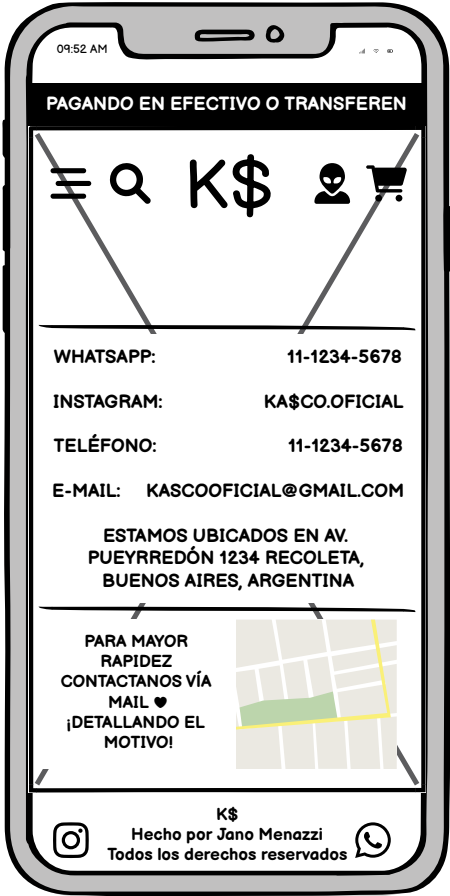 09:52 AM
PAGANDO EN EFECTIVO O TRANSFEREN
K$
WHATSAPP: 11-1234-5678
INSTAGRAM: KA$CO.OFICIAL
TELÉFONO: 11-1234-5678
E-MAIL: KASCOOFICIAL@GMAIL.COM
ESTAMOS UBICADOS EN AV.
PUEYRREDÓN 1234 RECOLETA,
BUENOS AIRES, ARGENTINA
PARA MAYOR
RAPIDEZ
CONTACTANOS VÍA
MAIL ♥
¡DETALLANDO EL
MOTIVO!
K$
Hecho por Jano Menazzi
Todos los derechos reservados